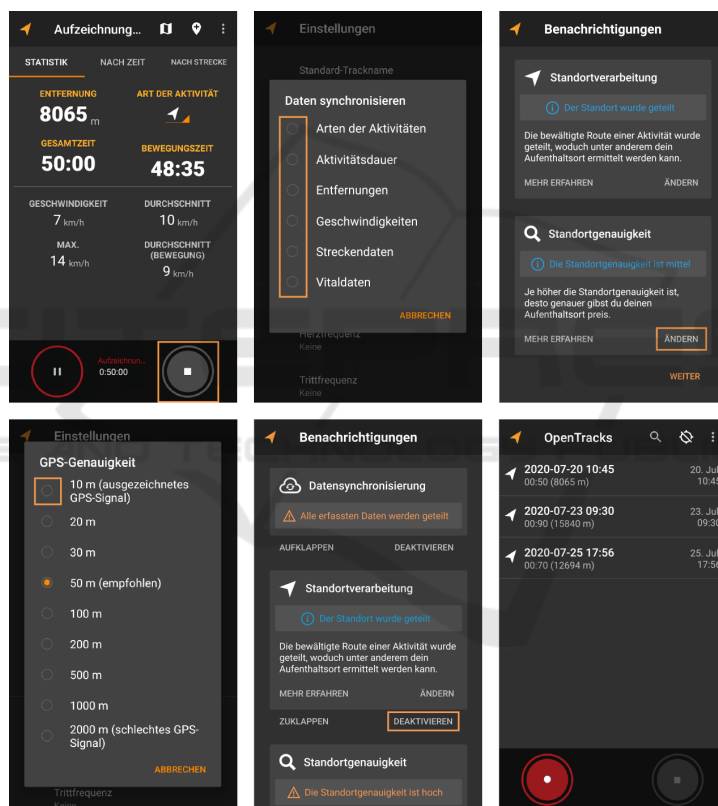 Aufzeichnung...
STATISTIK
NACH ZEIT
NACH STRECKE
ENTFERNUNG
ART DER AKTIVITÄT
8065 m
GESAMTZEIT
BEWEGUNGSZEIT
50:00
48:35
GESCHWINDIGKEIT
DURCHSCHNITT
7 km/h
10 km/h
MAX.
DURCHSCHNITT
(BEWEGUNG)
14 km/h
9 km/h
Aufzeichnun...
0:50:00
Einstellungen
Standard-Trackname
Daten synchronisieren
Arten der Aktivitäten
Aktivitätsdauer
Entfernungen
Geschwindigkeiten
Streckendaten
Vitaldaten
ABBRECHEN
Herzfrequenz
Keine
Trittfrequenz
Keine
Benachrichtigungen
Standortverarbeitung
Der Standort wurde geteilt
Die bewältigte Route einer Aktivität wurde
geteilt, woduch unter anderem dein
Aufenthaltsort ermittelt werden kann.
MEHR ERFAHREN
ÄNDERN
Standortgenauigkeit
Die Standortgenauigkeit ist mittel
Je höher die Standortgenauigkeit ist,
desto genauer gibst du deinen
Aufenthaltsort preis.
MEHR ERFAHREN
ÄNDERN
WEITER
Einstellungen
GPS-Genauigkeit
10 m (ausgezeichnetes
GPS-Signal)
20 m
30 m
50 m (empfohlen)
100 m
200 m
500 m
1000 m
2000 m (schlechtes GPS-
Signal)
ABBRECHEN
Trittfrequenz
Keine
Benachrichtigungen
Datensynchronisierung
Alle erfassten Daten werden geteilt
AUFKLAPPEN
DEAKTIVIEREN
Standortverarbeitung
Der Standort wurde geteilt
Die bewältigte Route einer Aktivität wurde
geteilt, woduch unter anderem dein
Aufenthaltsort ermittelt werden kann.
MEHR ERFAHREN
ÄNDERN
ZUKLAPPEN
DEAKTIVIEREN
Standortgenauigkeit
Die Standortgenauigkeit ist hoch
OpenTracks
2020-07-20 10:45
20. Jul
00:50 (8065 m)
10:45
2020-07-23 09:30
23. Jul
00:90 (15840 m)
09:30
2020-07-25 17:56
25. Jul
00:70 (12694 m)
17:56